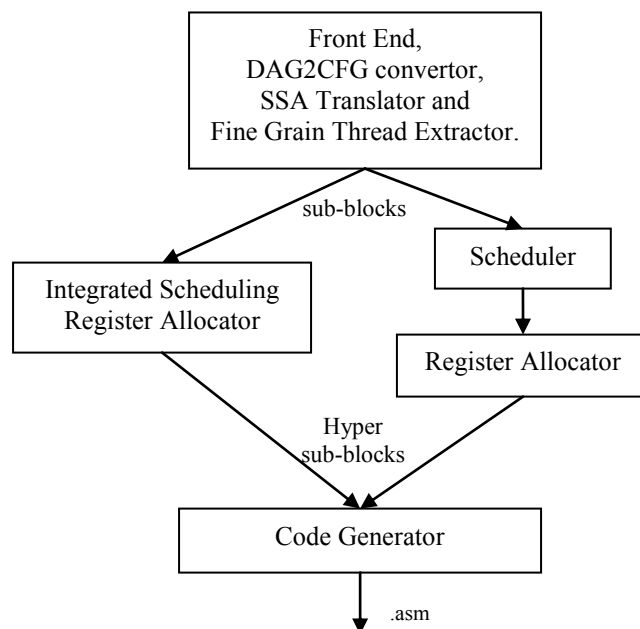 Front End,
DAG2CFG convertor,
SSA Translator and
Fine Grain Thread Extractor.
sub-blocks
Scheduler
Integrated Scheduling
Register Allocator
Register Allocator
Hyper
sub-blocks
Code Generator
.asm